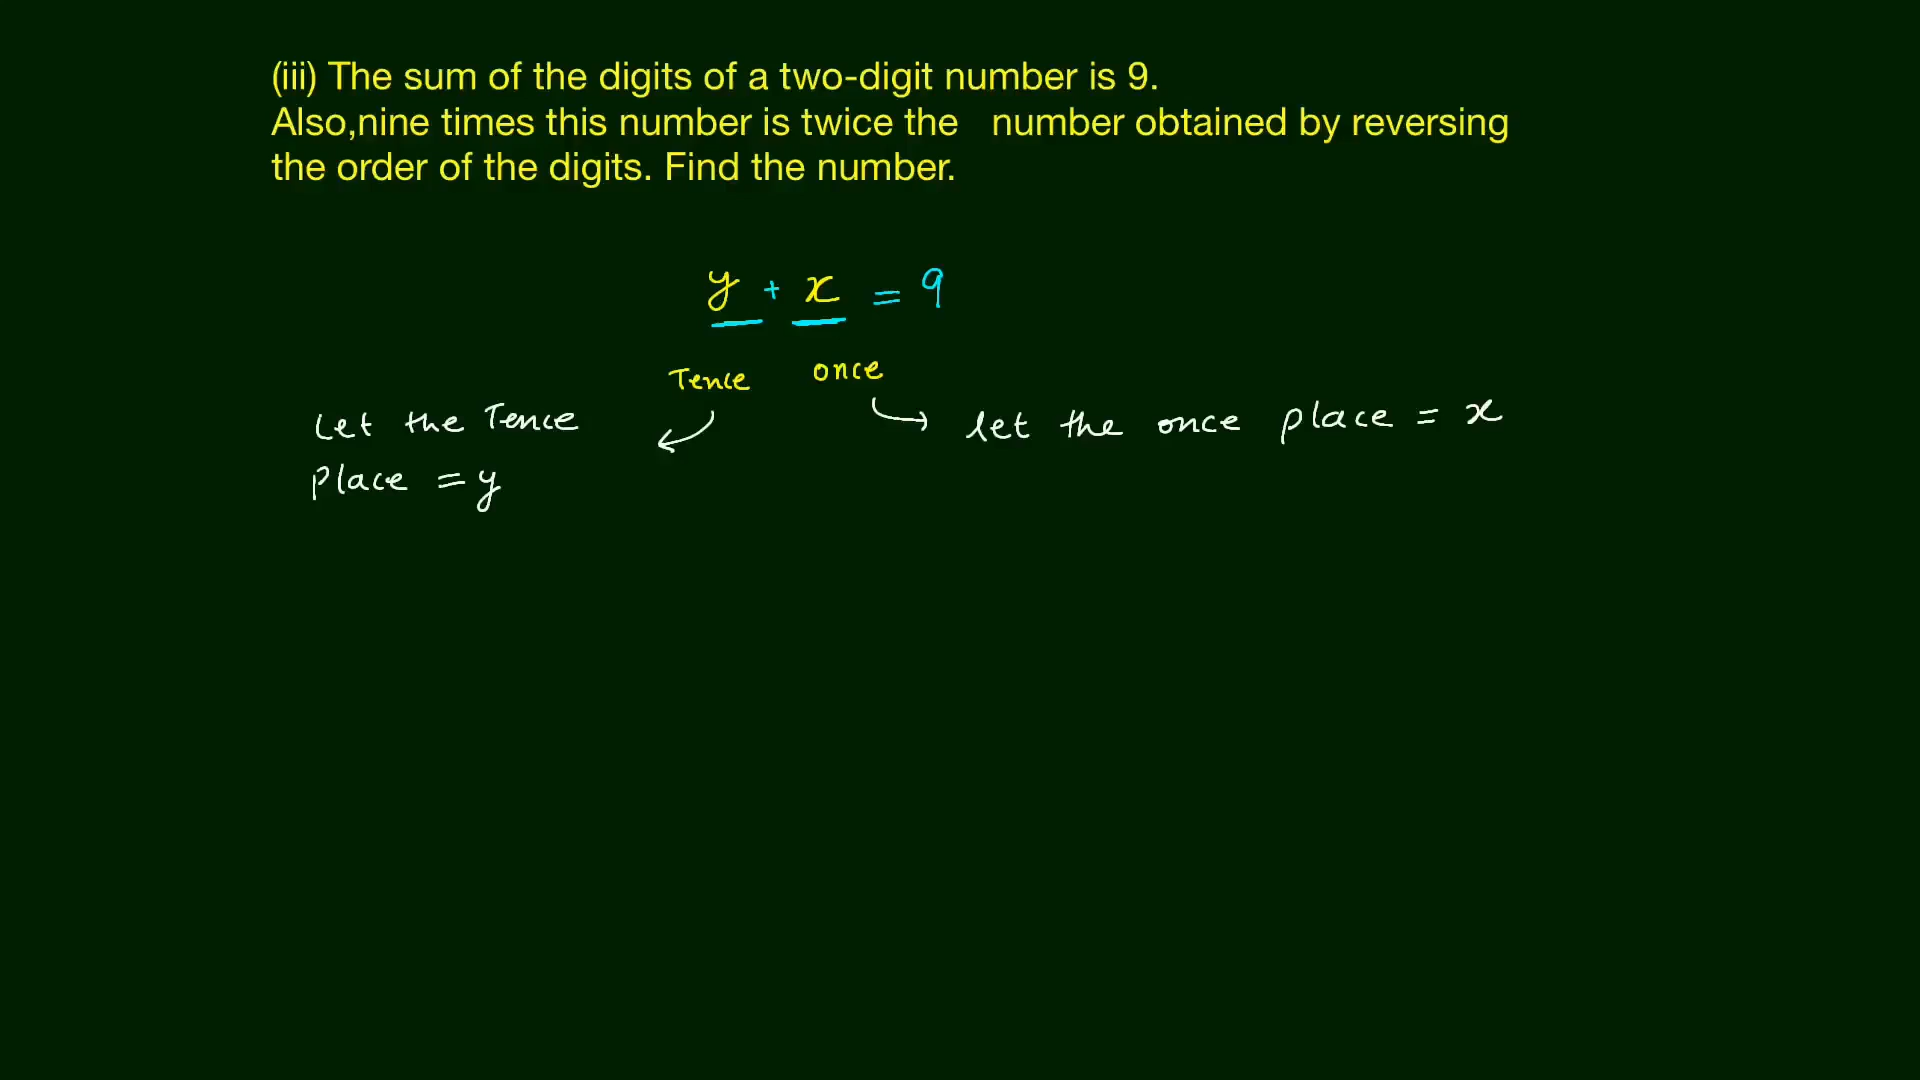 (iii) The sum of the digits of a two-digit number is 9.
Also,nine times this number is twice the number obtained by reversing
the order of the digits. Find the number.
y + x = 9
Tence once
Let the Tence
Place = y
let the once place = x